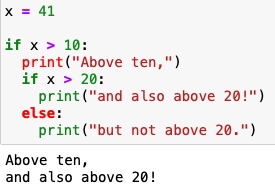 x = 41
if x > 10:
  print("Above ten,")
  if x > 20:
    print("and also above 20!")
  else:
    print("but not above 20.")
Above ten,
and also above 20!